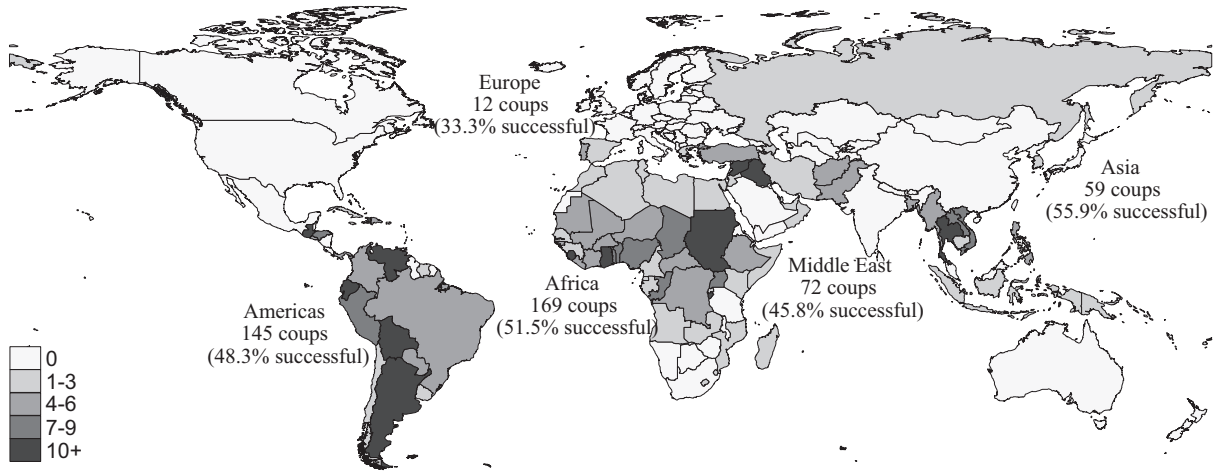 Europe
12 coups
(33.3% successful)
Asia
59 coups
(55.9% successful)
Middle East
72 coups
(45.8% successful)
Africa
169 coups
(51.5% successful)
Americas
145 coups
(48.3% successful)
0
1-3
4-6
7-9
10+